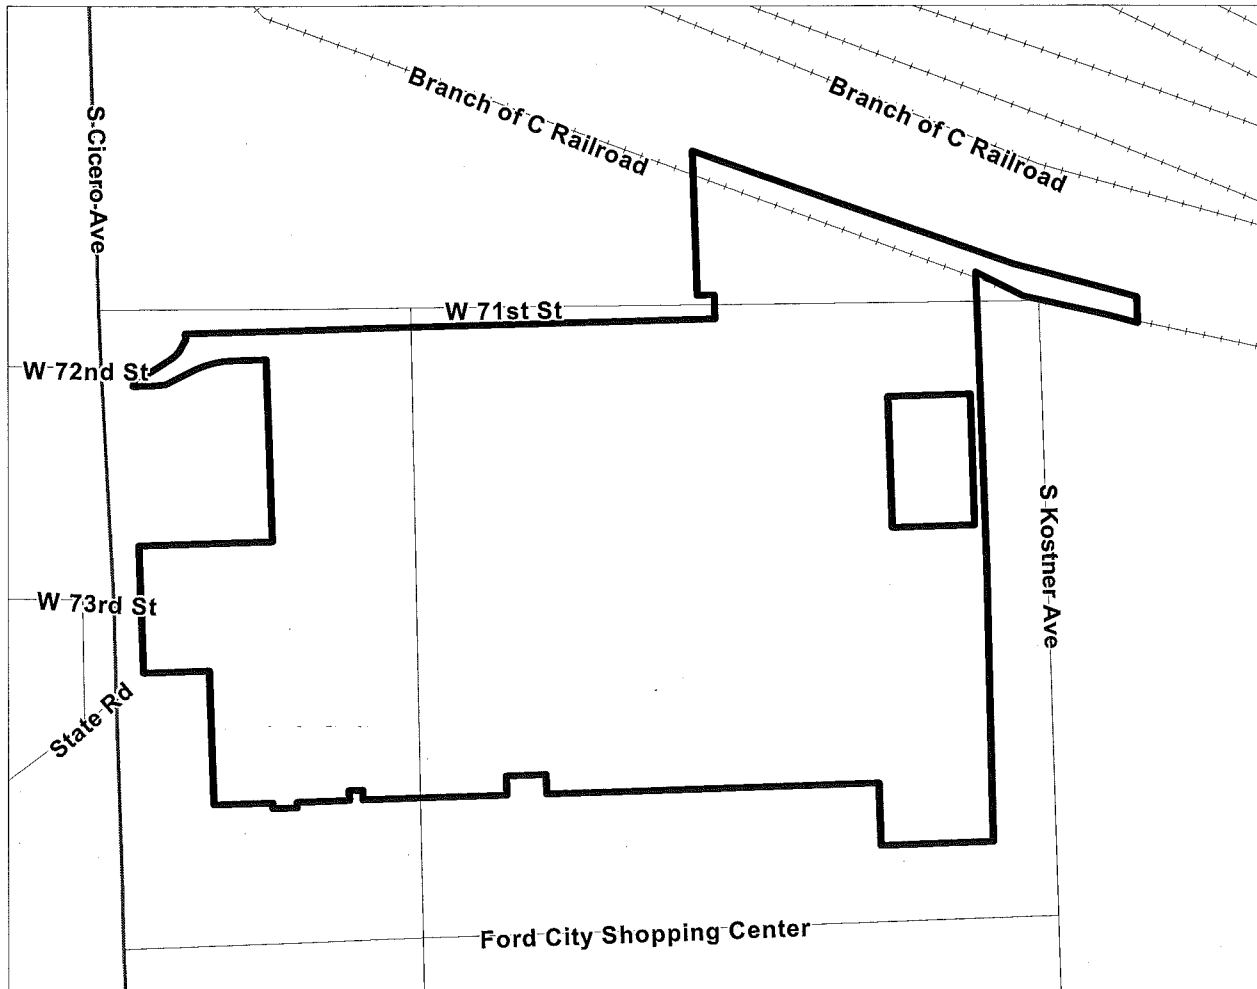 Branch of C Railroad
Branch of C Railroad
S Cicero Ave
W 71st St
W 72nd St
S Kostner Ave
W 73rd St
State Rd
Ford City Shopping Center